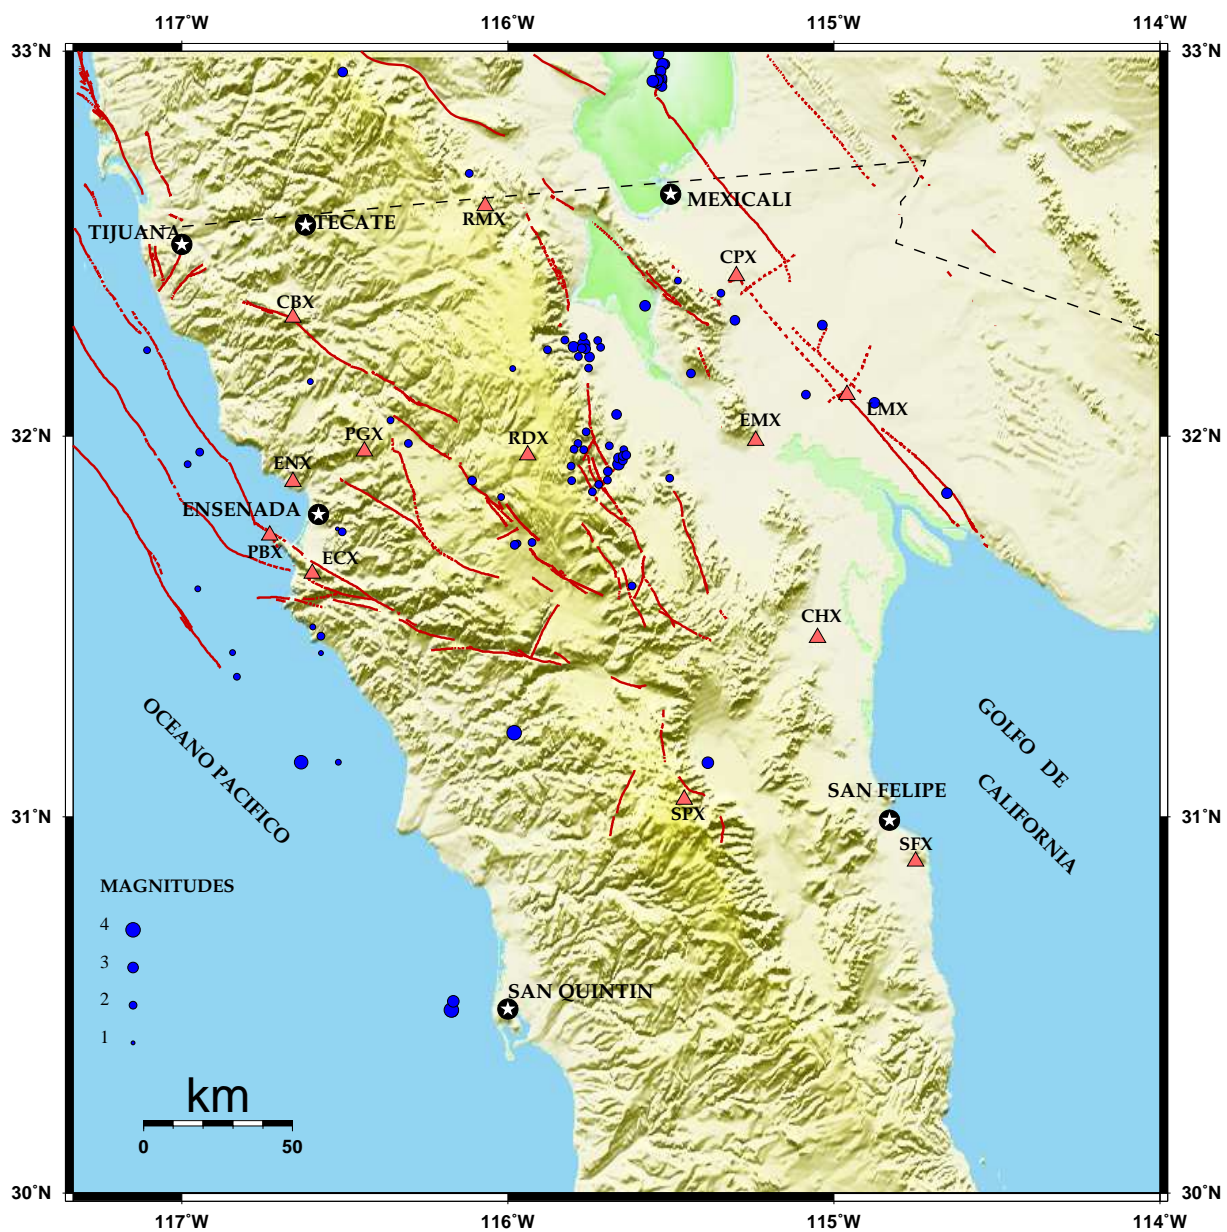 117°W 116°W 115°W 114°W
33°N 33°N
MEXICALI
RMX
TECATE
TIJUANA
CPX
CBX
LMX
EMX
PGX
RDX
ENX
32°N 32°N
ENSENADA
PBX
ECX
CHX
OCEANO PACIFICO
GOLFO DE
CALIFORNIA
SAN FELIPE
SPX
31°N 31°N
SFX
MAGNITUDES
4
3
2
1
SAN QUINTIN
km
0 50
30°N 30°N
117°W 116°W 115°W 114°W